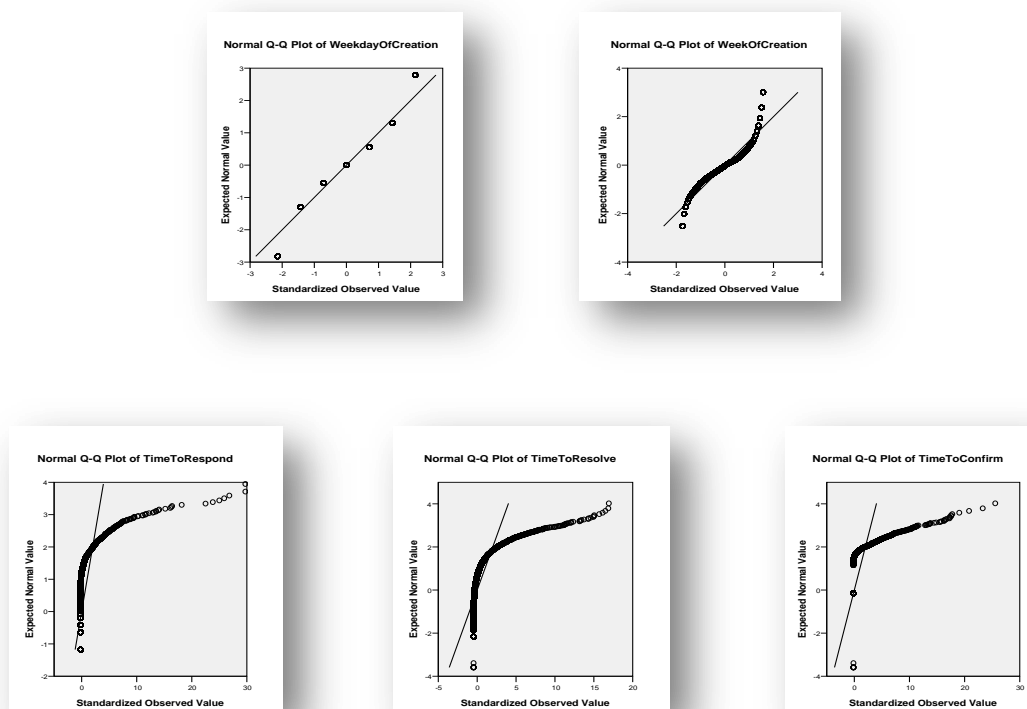 Normal Q-Q Plot of WeekdayOfCreation
Expected Normal Value
3
2
1
0
-1
-2
-3
-3 -2 -1 0 1 2 3
Standardized Observed Value
Normal Q-Q Plot of WeekOfCreation
Expected Normal Value
4
2
0
-2
-4
-4 -2 0 2 4
Standardized Observed Value
Normal Q-Q Plot of TimeToRespond
Expected Normal Value
4
3
2
1
0
-1
-2
0 10 20 30
Standardized Observed Value
Normal Q-Q Plot of TimeToResolve
Expected Normal Value
4
2
0
-2
-4
-5 0 5 10 15 20
Standardized Observed Value
Normal Q-Q Plot of TimeToConfirm
Expected Normal Value
4
2
0
-2
-4
0 10 20 30
Standardized Observed Value